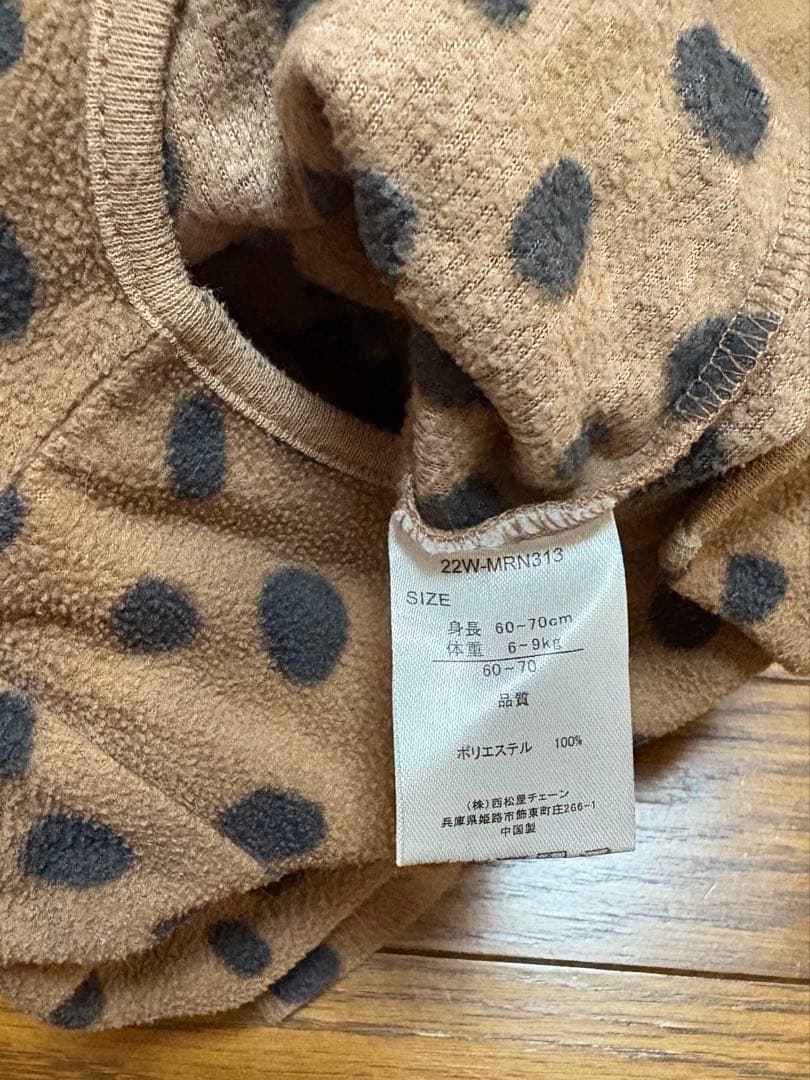 22W-MRN313
SIZE
身長 60~70cm
体重 6~9kg
60~70
品質
ポリエステル 100%
(株)西松屋チェーン
兵庫県姫路市飾東町庄266-1
中国製